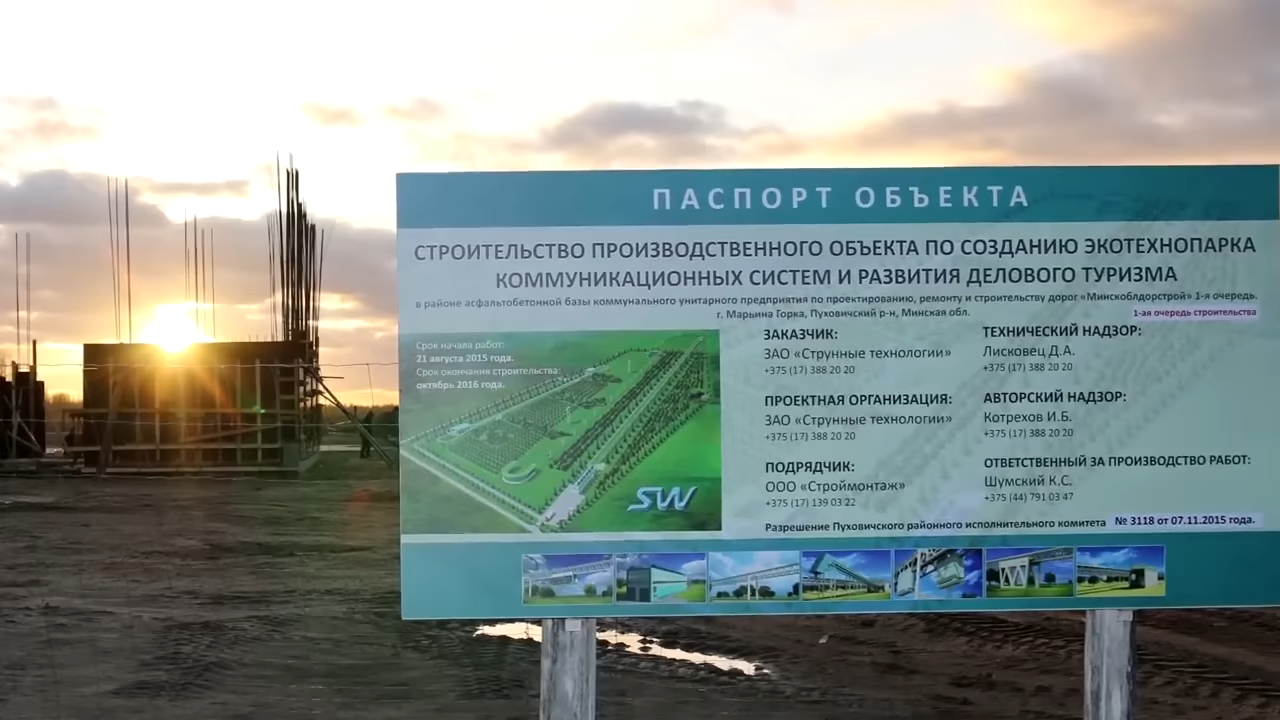 ПАСПОРТ ОБЪЕКТА
СТРОИТЕЛЬСТВО ПРОИЗВОДСТВЕННОГО ОБЪЕКТА ПО СОЗДАНИЮ ЭКОТЕХНОПАРКА
КОММУНИКАЦИОННЫХ СИСТЕМ И РАЗВИТИЯ ДЕЛОВОГО ТУРИЗМА
в районе асфальтобетонной базы коммунального унитарного предприятия по проектированию, ремонту и строительству дорог «Минскоблдорстрой» 1-я очередь.
г. Марьина Горка, Пуховичский р-н, Минская обл.
1-ая очередь строительства
Срок начала работ:
21 августа 2015 года.
Срок окончания строительства:
октябрь 2016 года.
SW
ЗАКАЗЧИК:
ЗАО «Струнные технологии»
+375 (17) 388 20 20
ПРОЕКТНАЯ ОРГАНИЗАЦИЯ:
ЗАО «Струнные технологии»
+375 (17) 388 20 20
ПОДРЯДЧИК:
ООО «Строймонтаж»
+375 (17) 139 03 22
ТЕХНИЧЕСКИЙ НАДЗОР:
Лисковец Д.А.
+375 (17) 388 20 20
АВТОРСКИЙ НАДЗОР:
Котрехов И.Б.
+375 (17) 388 20 20
ОТВЕТСТВЕННЫЙ ЗА ПРОИЗВОДСТВО РАБОТ:
Шумский К.С.
+375 (44) 791 03 47
Разрешение Пуховичского районного исполнительного комитета № 3118 от 07.11.2015 года.